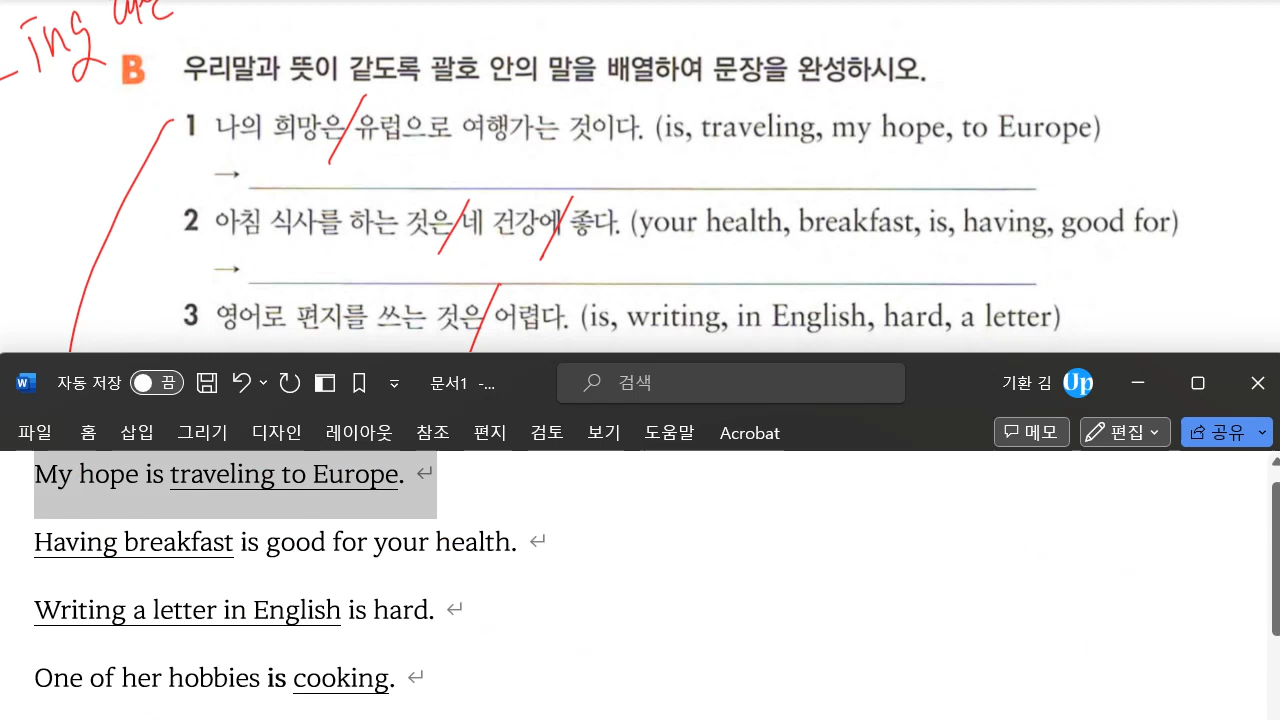 -ing
B 우리말과 뜻이 같도록 괄호 안의 말을 배열하여 문장을 완성하시오.
1 나의 희망은 유럽으로 여행가는 것이다. (is, traveling, my hope, to Europe)
→
2 아침 식사를 하는 것은 네 건강에 좋다. (your health, breakfast, is, having, good for)
→
3 영어로 편지를 쓰는 것은 어렵다. (is, writing, in English, hard, a letter)
자동 저장 끔 문서1 -... 검색 기환 김 Up
파일 홈 삽입 그리기 디자인 레이아웃 참조 편지 검토 보기 도움말 Acrobat 메모 편집 공유
My hope is traveling to Europe.
Having breakfast is good for your health.
Writing a letter in English is hard.
One of her hobbies is cooking.